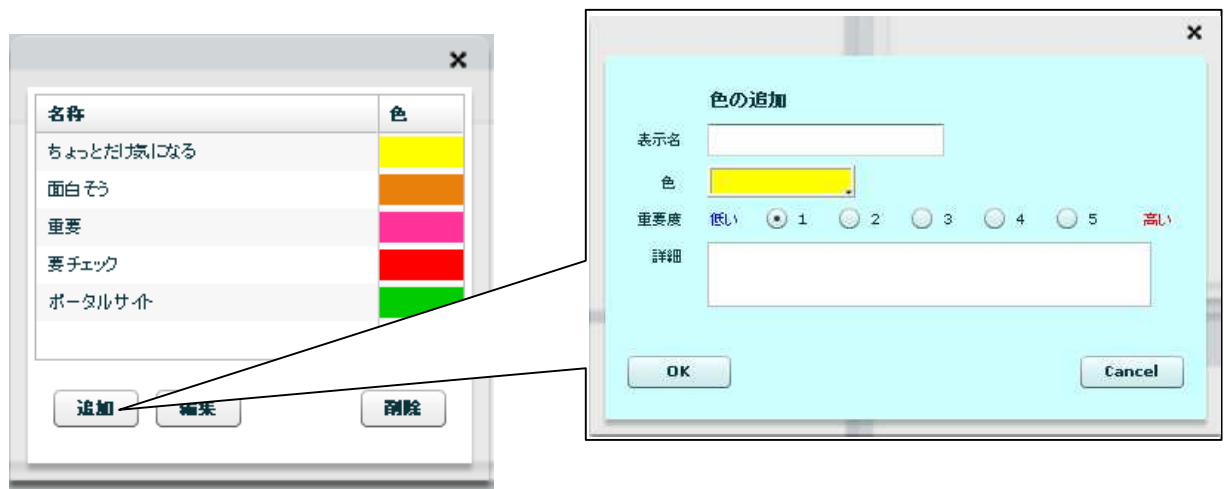 名称 色
ちょっとだけ気になる
面白そう
重要
要チェック
ポータルサイト
追加 編集 削除
色の追加
表示名
色
重要度 低い 1 2 3 4 5 高い
詳細
OK Cancel